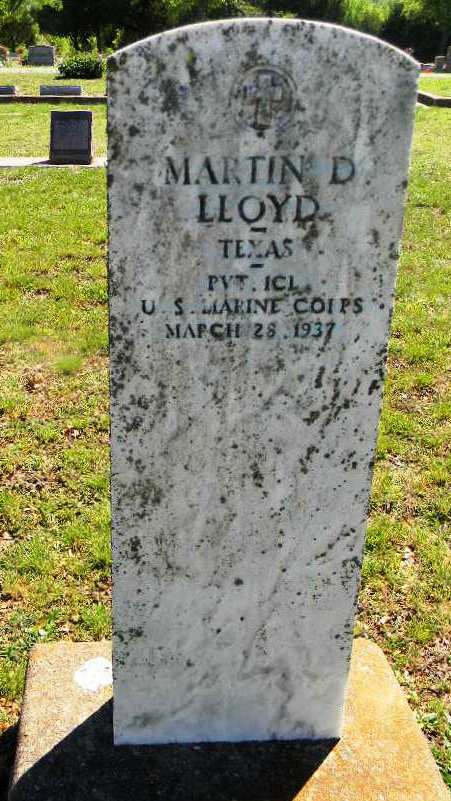 MARTIN D
LLOYD
TEXAS
PVT. 1CL.
U S. MARINE CORPS
MARCH 28, 1937